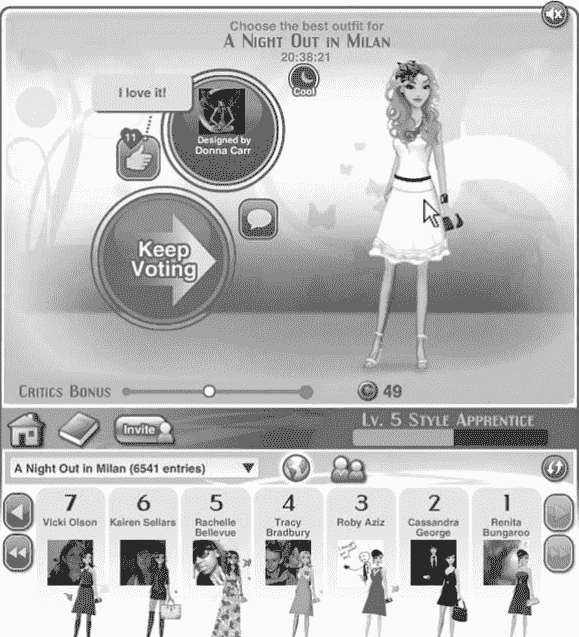 Choose the best outfit for
A Night Out in Milan
20:38:21
I love it!
Cool
11
Designed by
Donna Carr
Keep
Voting
Critics Bonus
C 49
Lv. 5 Style Apprentice
Invite
A Night Out in Milan (6541 entries)
7 6 5 4 3 2 1
Vicki Olson
Kairen Sellars
Rachelle
Bellevue
Tracy
Bradbury
Roby Aziz
Cassandra
George
Renita
Bungaroo